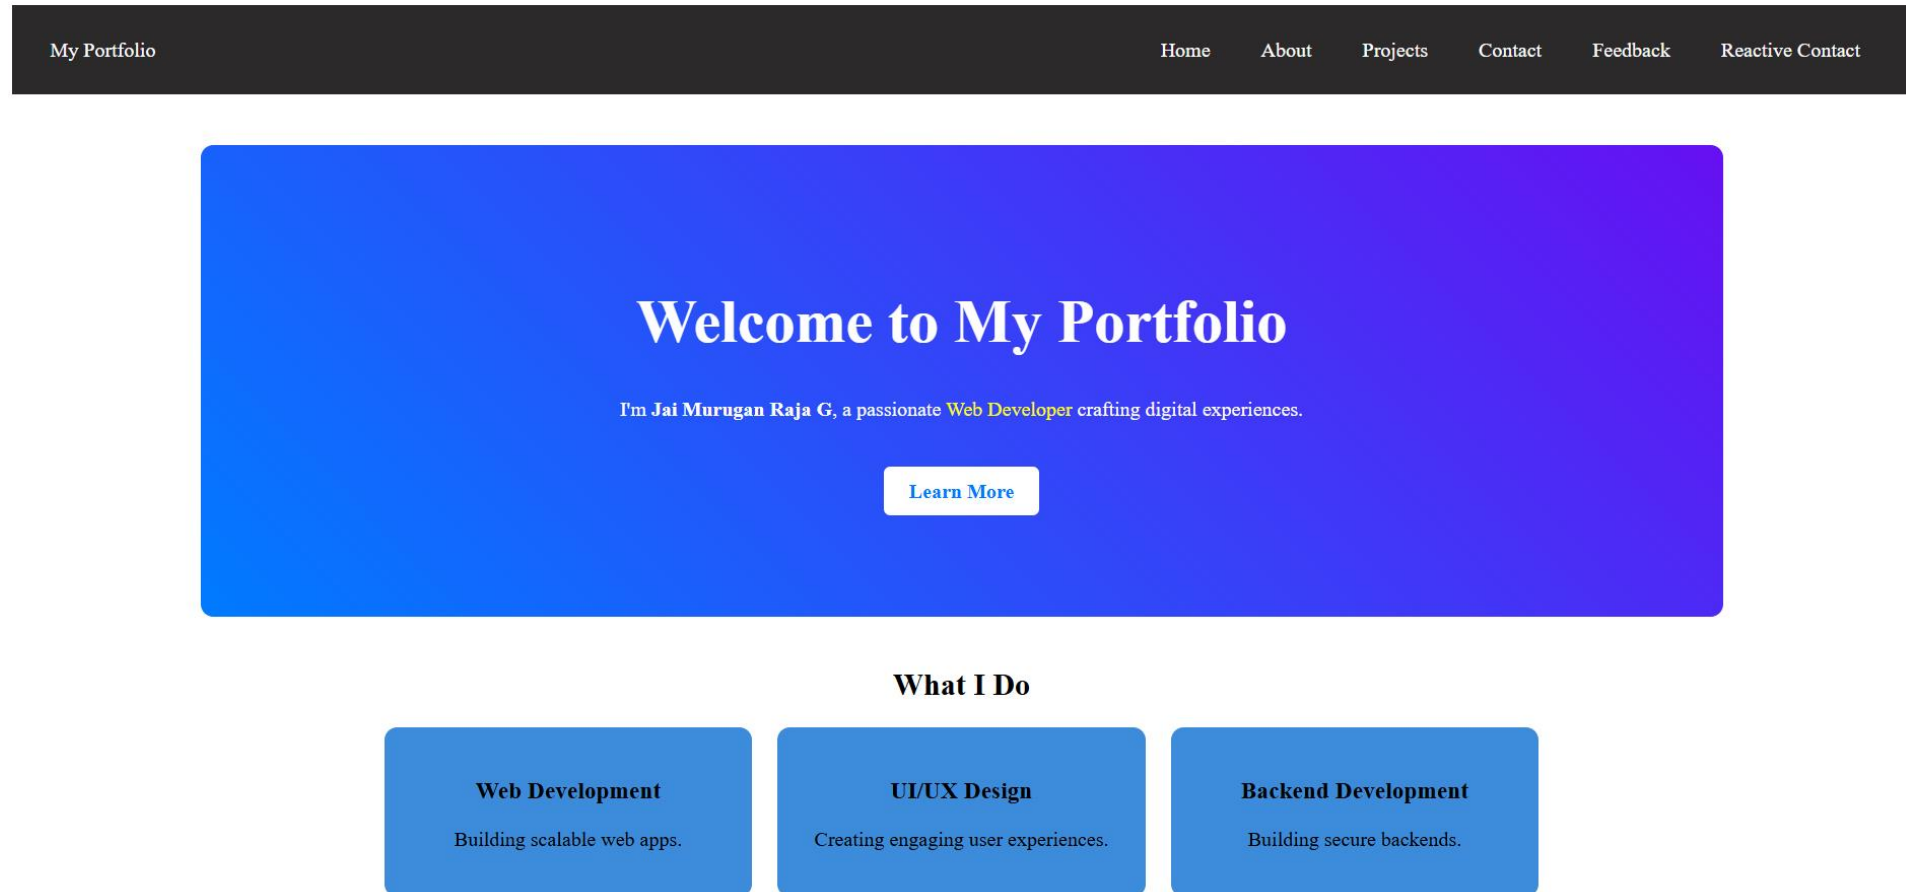 My Portfolio Home About Projects Contact Feedback Reactive Contact
Welcome to My Portfolio
I'm Jai Murugan Raja G, a passionate Web Developer crafting digital experiences.
Learn More
What I Do
Web Development
Building scalable web apps.
UI/UX Design
Creating engaging user experiences.
Backend Development
Building secure backends.